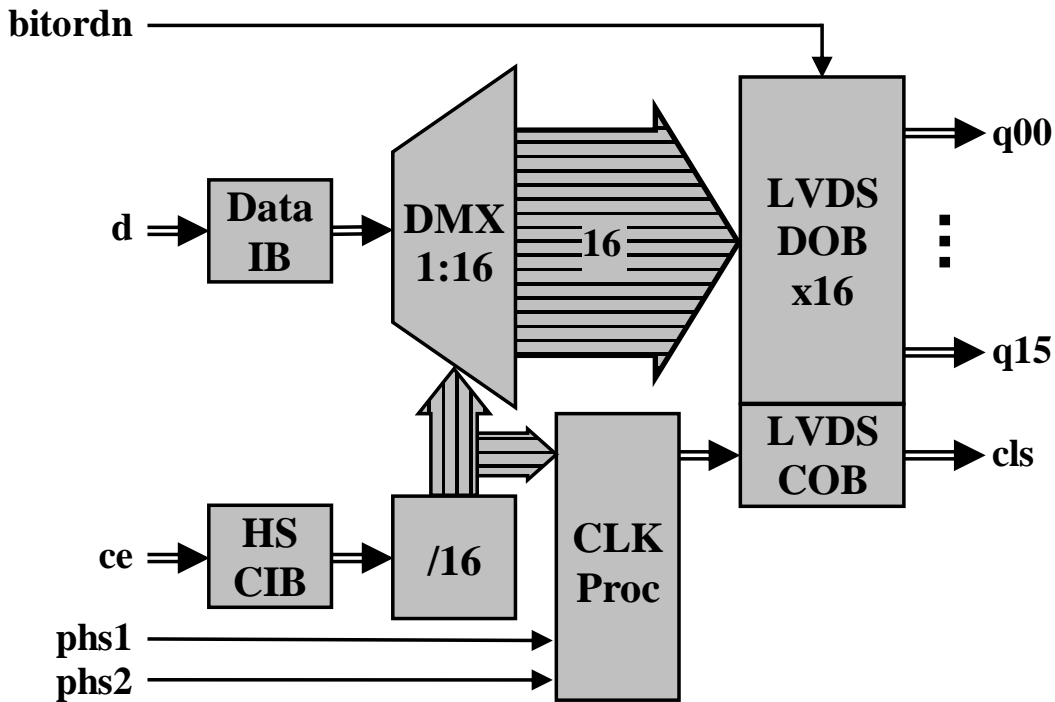 bitordn
d
Data
IB
DMX
1:16
16
LVDS
DOB
x16
q00
q15
LVDS
COB
cls
ce
HS
CIB
/16
CLK
Proc
phs1
phs2